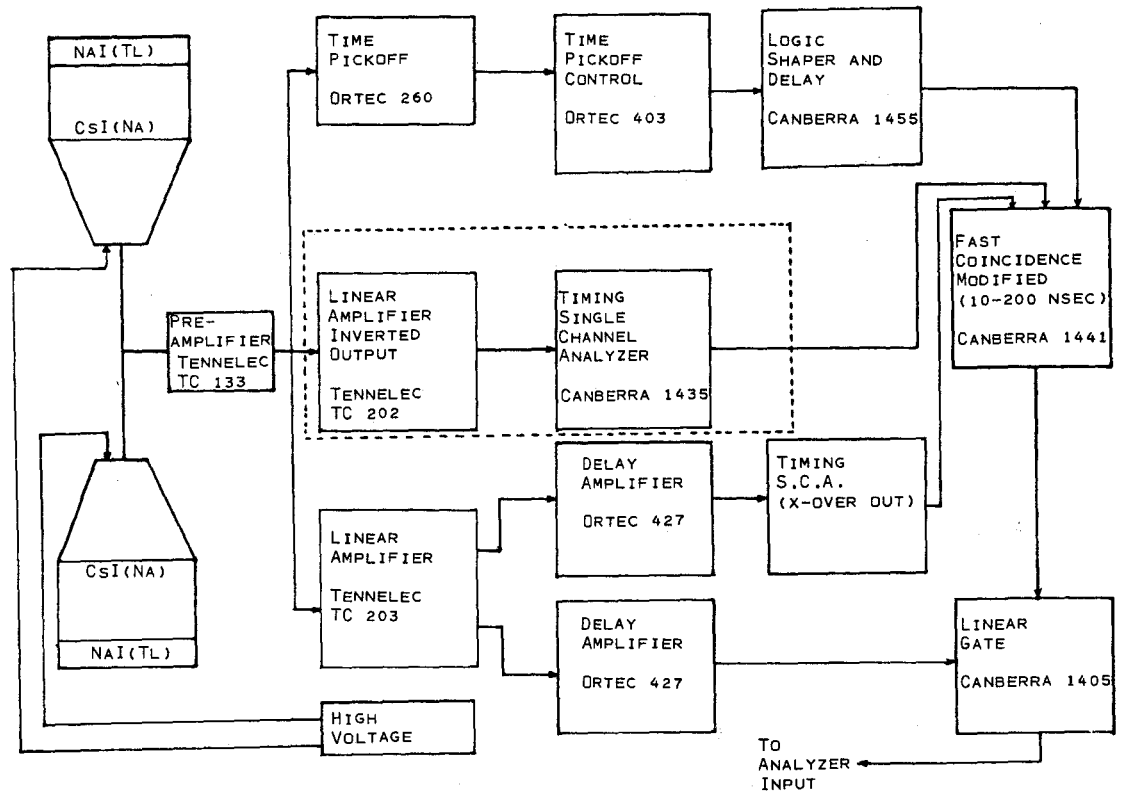 NAI(TL)
CSI(NA)
TIME
PICKOFF
ORTEC 260
TIME
PICKOFF
CONTROL
ORTEC 403
LOGIC
SHAPER AND
DELAY
CANBERRA 1455
PRE-
AMPLIFIER
TENNELEC
TC 133
LINEAR
AMPLIFIER
INVERTED
OUTPUT
TENNELEC
TC 202
TIMING
SINGLE
CHANNEL
ANALYZER
CANBERRA 1435
FAST
COINCIDENCE
MODIFIED
(10-200 NSEC)
CANBERRA 1441
CSI(NA)
NAI(TL)
LINEAR
AMPLIFIER
TENNELEC
TC 203
DELAY
AMPLIFIER
ORTEC 427
TIMING
S.C.A.
(X-OVER OUT)
DELAY
AMPLIFIER
ORTEC 427
LINEAR
GATE
CANBERRA 1405
HIGH
VOLTAGE
TO
ANALYZER
INPUT